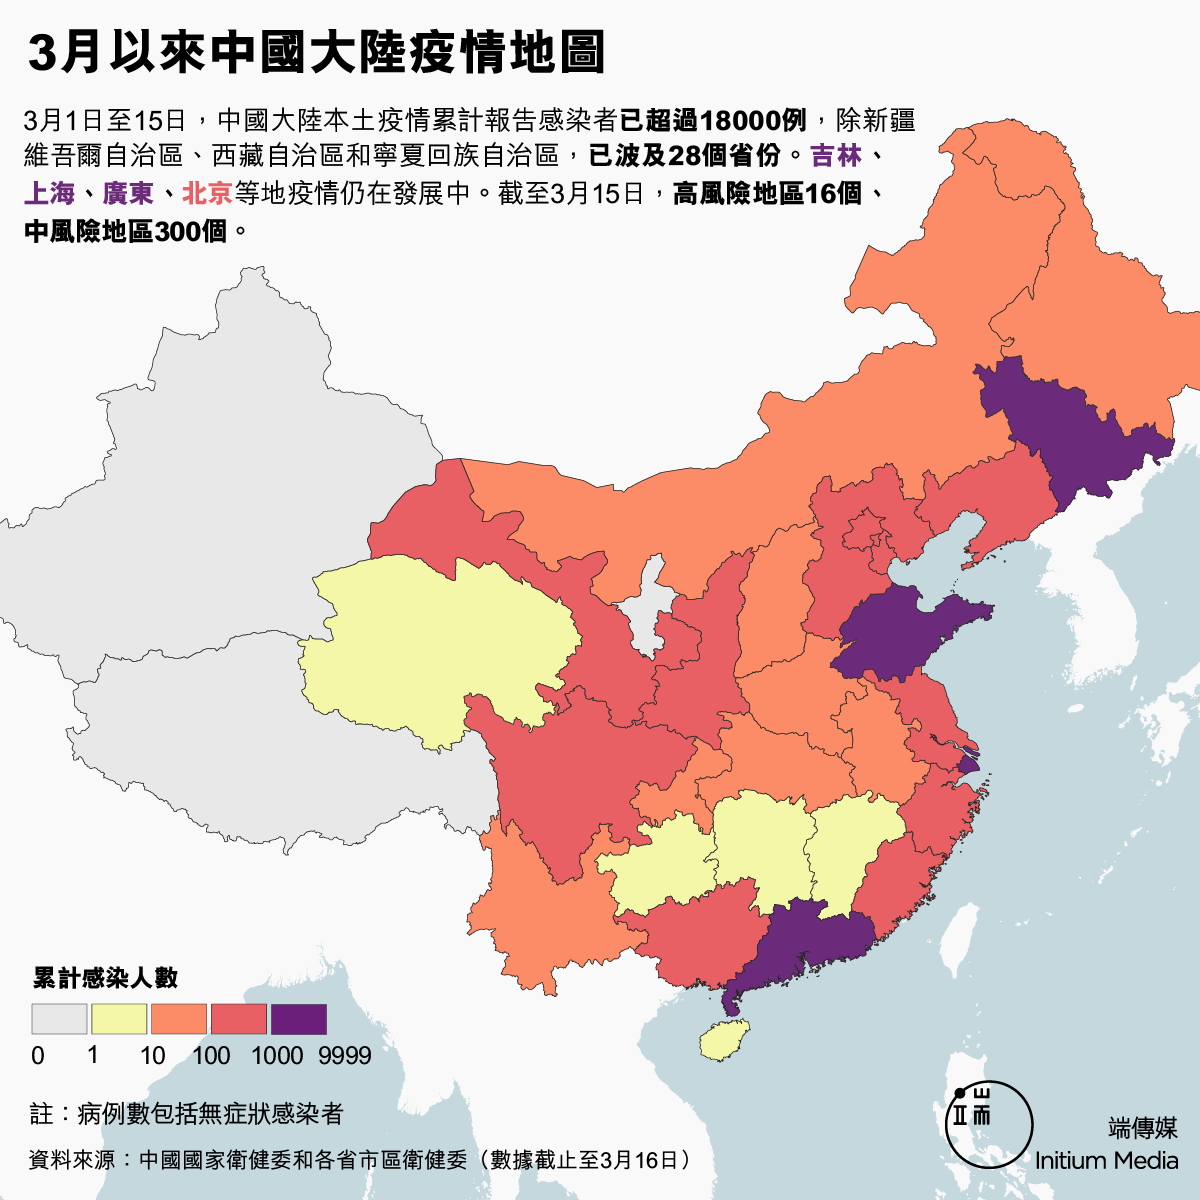 3月以來中國大陸疫情地圖
3月1日至15日，中國大陸本土疫情累計報告感染者已超過18000例，除新疆
維吾爾自治區、西藏自治區和寧夏回族自治區，已波及28個省份。吉林、
上海、廣東、北京等地疫情仍在發展中。截至3月15日，高風險地區16個、
中風險地區300個。
累計感染人數
0 1 10 100 1000 9999
註：病例數包括無症狀感染者
資料來源：中國國家衛健委和各省市區衛健委（數據截止至3月16日）
端
端傳媒
Initium Media